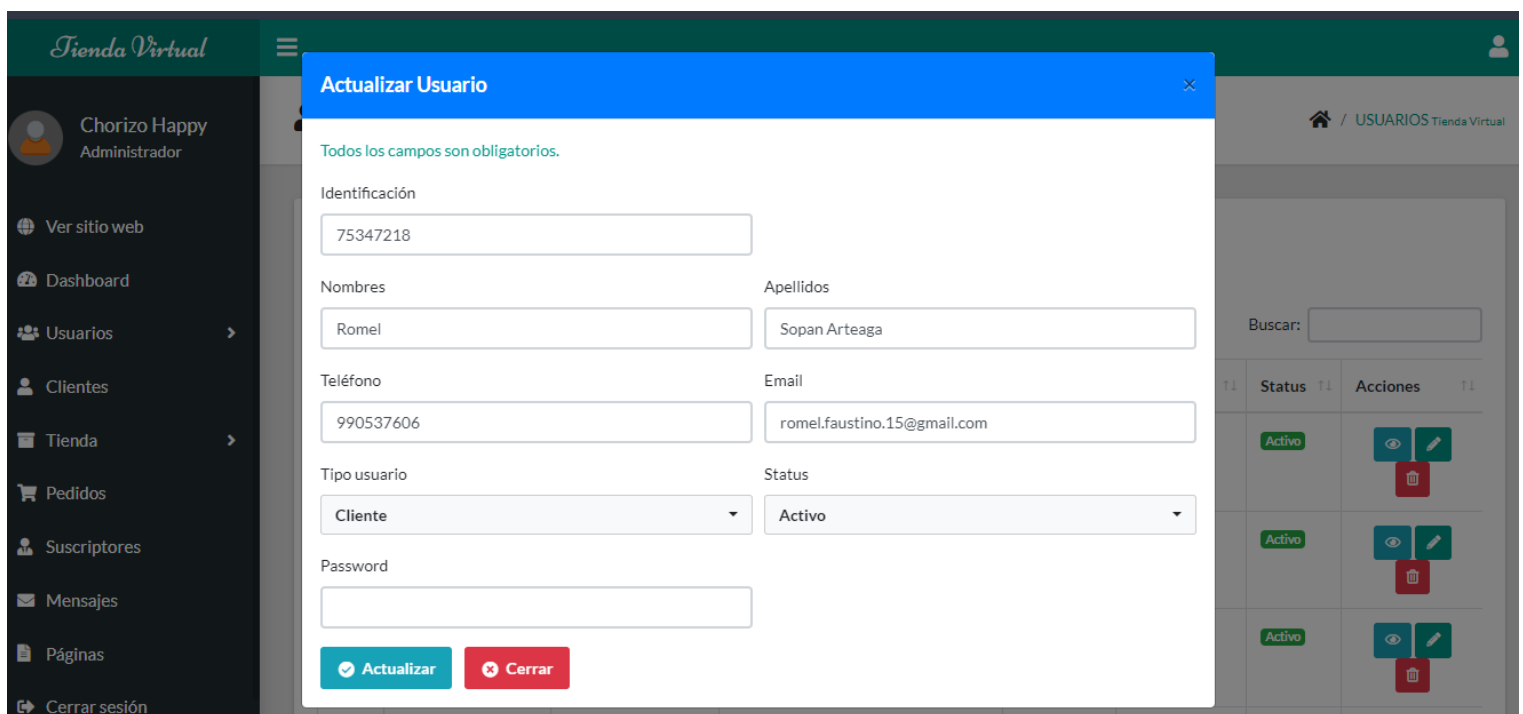 Tienda Virtual
Actualizar Usuario
×
Chorizo Happy
Administrador
/ USUARIOS Tienda Virtual
Todos los campos son obligatorios.
Identificación
75347218
Ver sitio web
Dashboard
Nombres
Apellidos
Romel
Sopan Arteaga
Usuarios
Buscar:
Clientes
Teléfono
Email
Status
Acciones
990537606
romel.faustino.15@gmail.com
Tienda
Activo
Tipo usuario
Status
Pedidos
Cliente
Activo
Suscriptores
Activo
Password
Mensajes
Páginas
Activo
Actualizar
Cerrar
Cerrar sesión